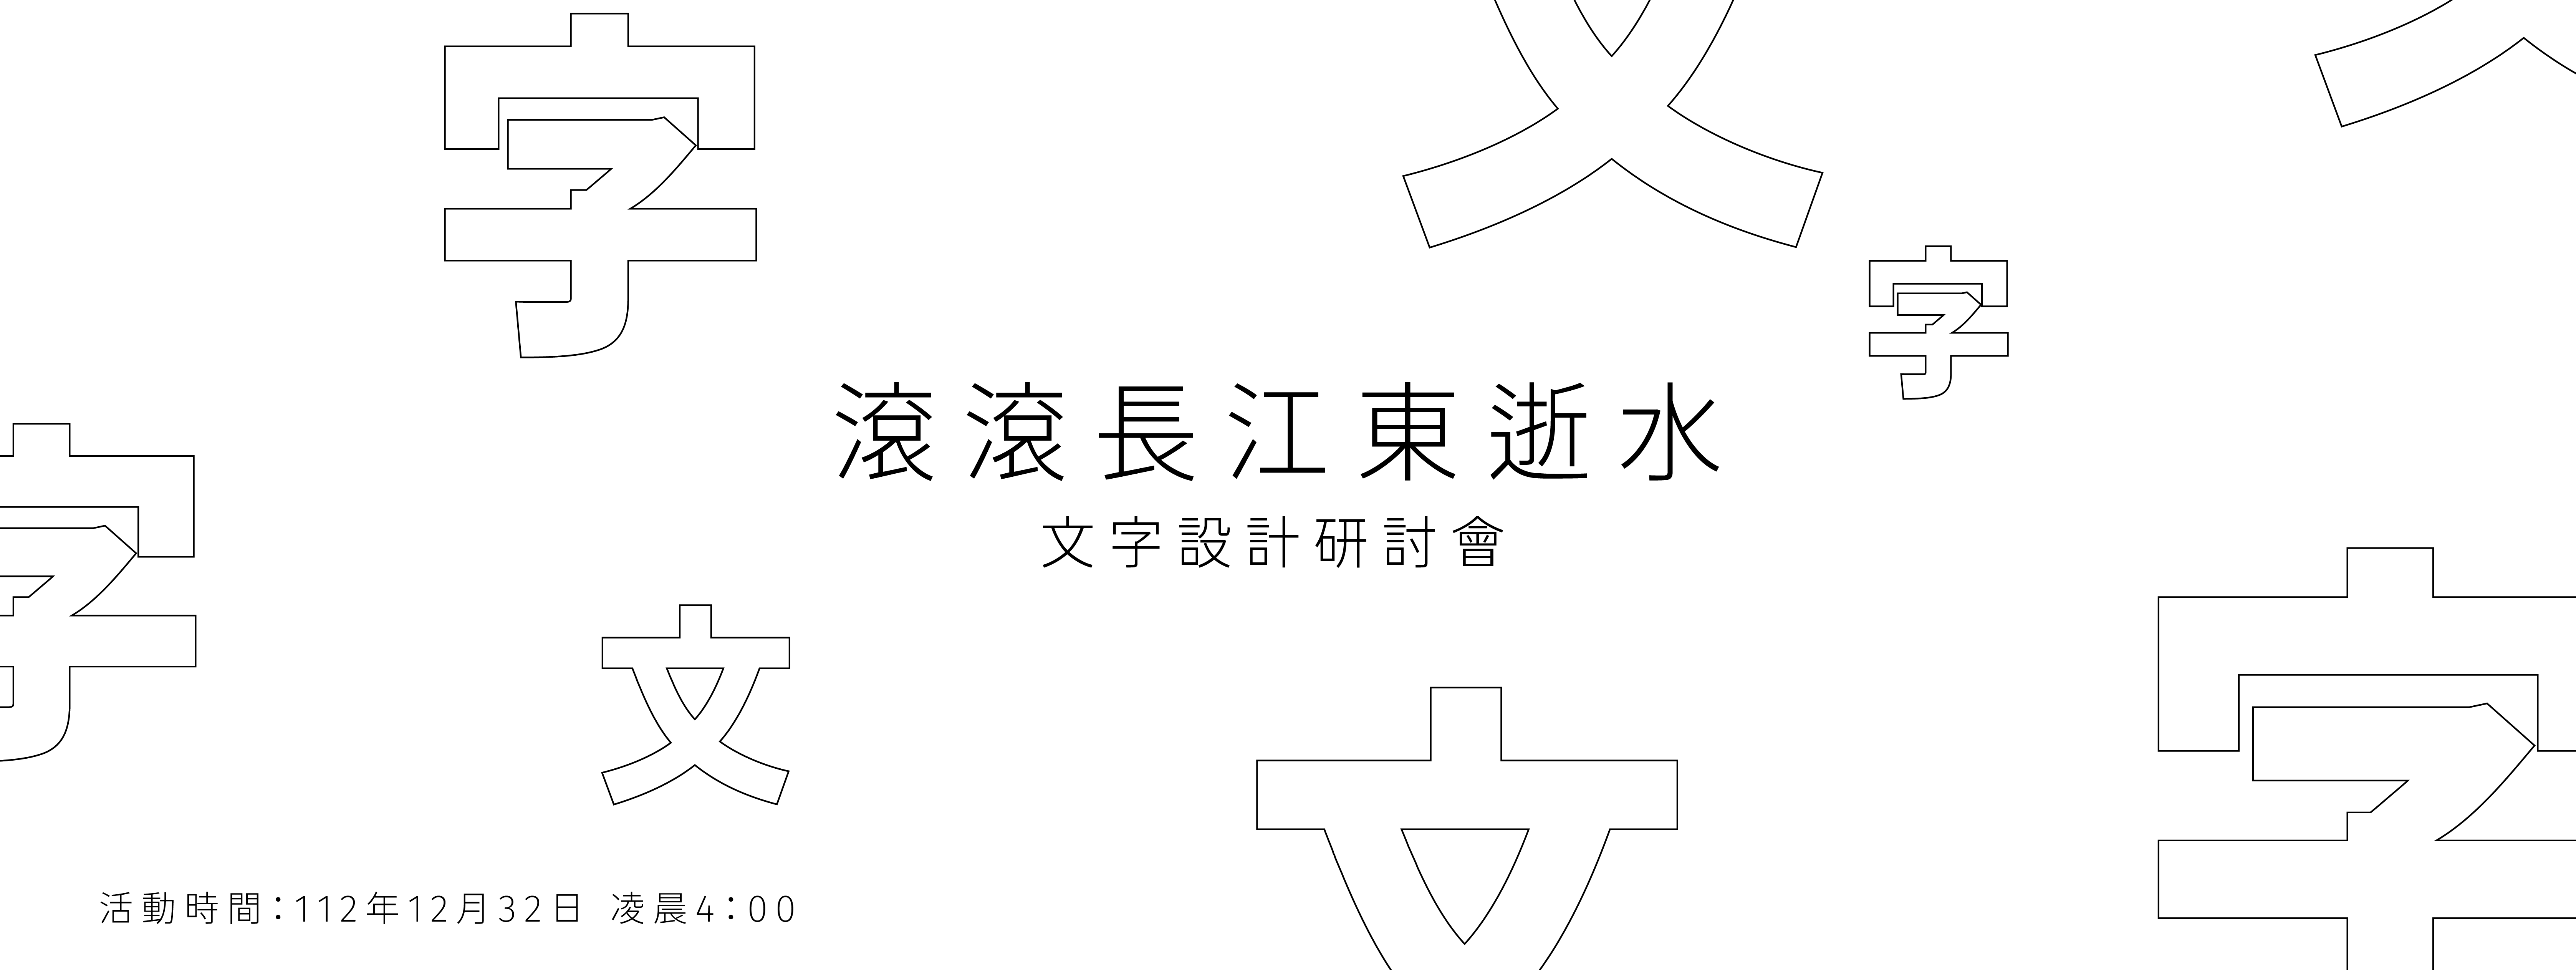 字
文
字
滾滾長江東逝水
文字設計研討會
字
文
字
文
活動時間：112年12月32日 凌晨4：00